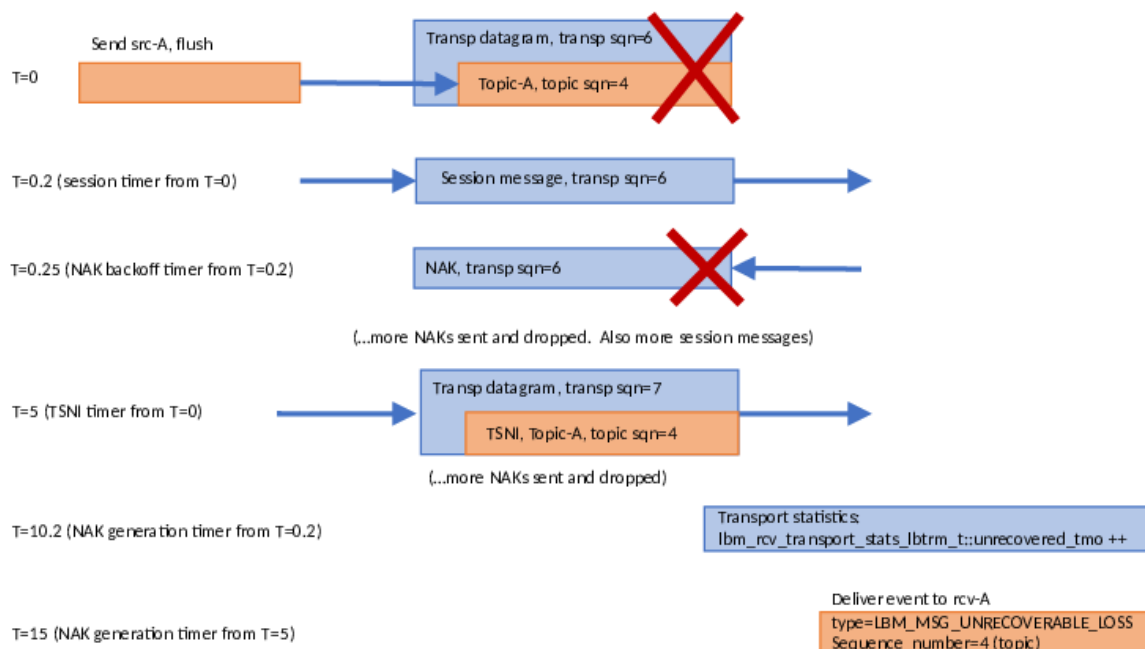 Send src-A, flush
Transp datagram, transp sqn=6
T=0
Topic-A, topic sqn=4
T=0.2 (session timer from T=0)
Session message, transp sqn=6
T=0.25 (NAK backoff timer from T=0.2)
NAK, transp sqn=6
(...more NAKs sent and dropped. Also more session messages)
Transp datagram, transp sqn=7
T=5 (TSNI timer from T=0)
TSNI, Topic-A, topic sqn=4
(...more NAKs sent and dropped)
T=10.2 (NAK generation timer from T=0.2)
Transport statistics;
lbm_rcv_transport_stats_lbtrm_t::unrecovered_tmo ++
Deliver event to rcv-A
T=15 (NAK generation timer from T=5)
type=LBM_MSG_UNRECOVERABLE_LOSS
Sequence_number=4 (topic)